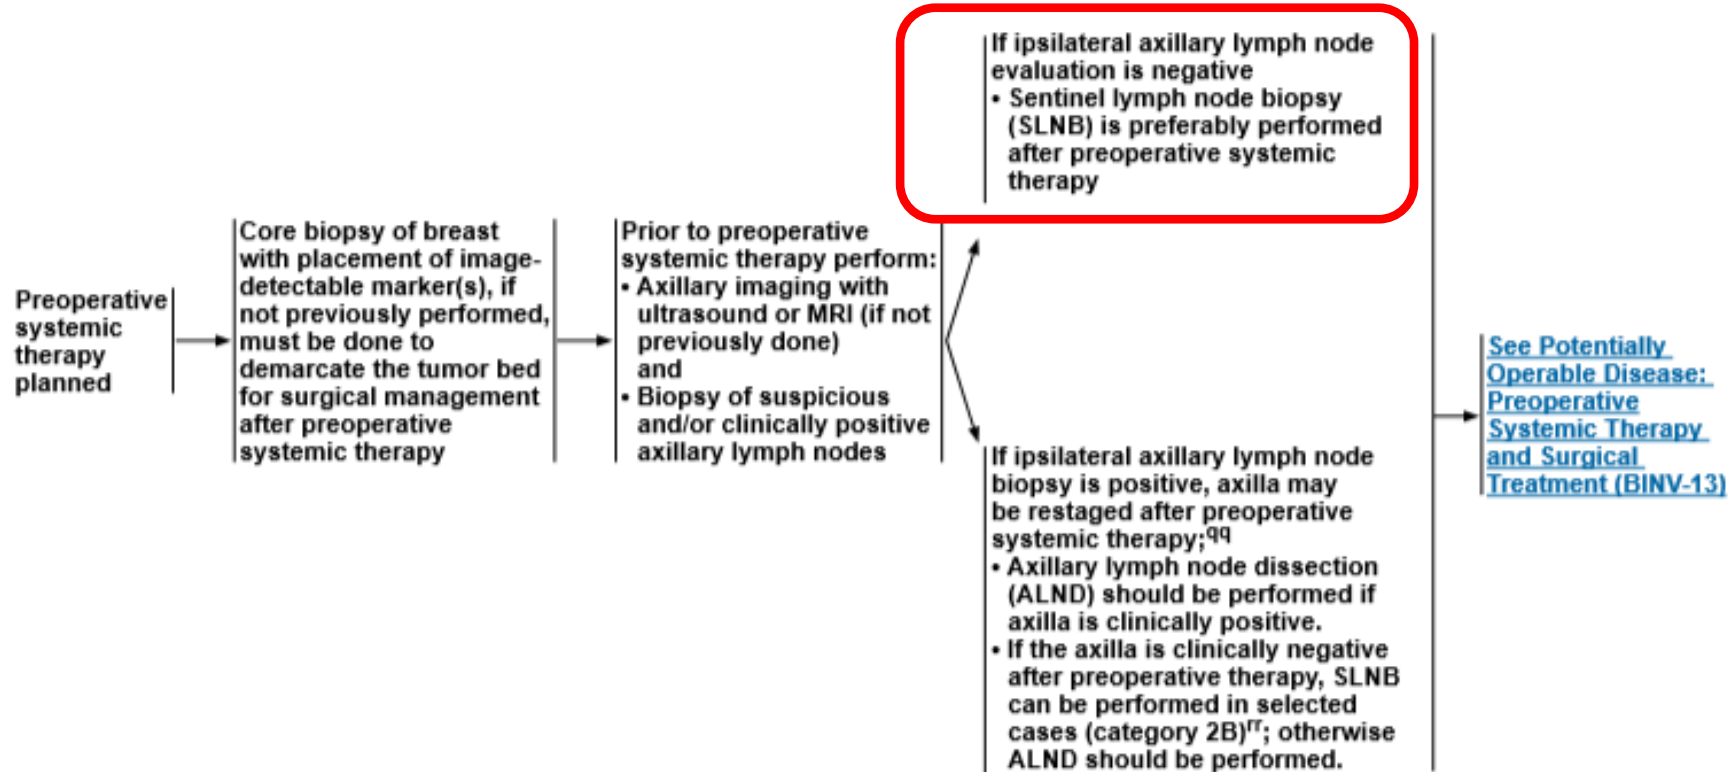 Preoperative
systemic
therapy
planned
Core biopsy of breast
with placement of image-
detectable marker(s), if
not previously performed,
must be done to
demarcate the tumor bed
for surgical management
after preoperative
systemic therapy
Prior to preoperative
systemic therapy perform:
• Axillary imaging with
ultrasound or MRI (if not
previously done)
and
• Biopsy of suspicious
and/or clinically positive
axillary lymph nodes
If ipsilateral axillary lymph node
evaluation is negative
• Sentinel lymph node biopsy
(SLNB) is preferably performed
after preoperative systemic
therapy
If ipsilateral axillary lymph node
biopsy is positive, axilla may
be restaged after preoperative
systemic therapy;qq
• Axillary lymph node dissection
(ALND) should be performed if
axilla is clinically positive.
• If the axilla is clinically negative
after preoperative therapy, SLNB
can be performed in selected
cases (category 2B)rr; otherwise
ALND should be performed.
See Potentially
Operable Disease:
Preoperative
Systemic Therapy
and Surgical
Treatment (BINV-13)